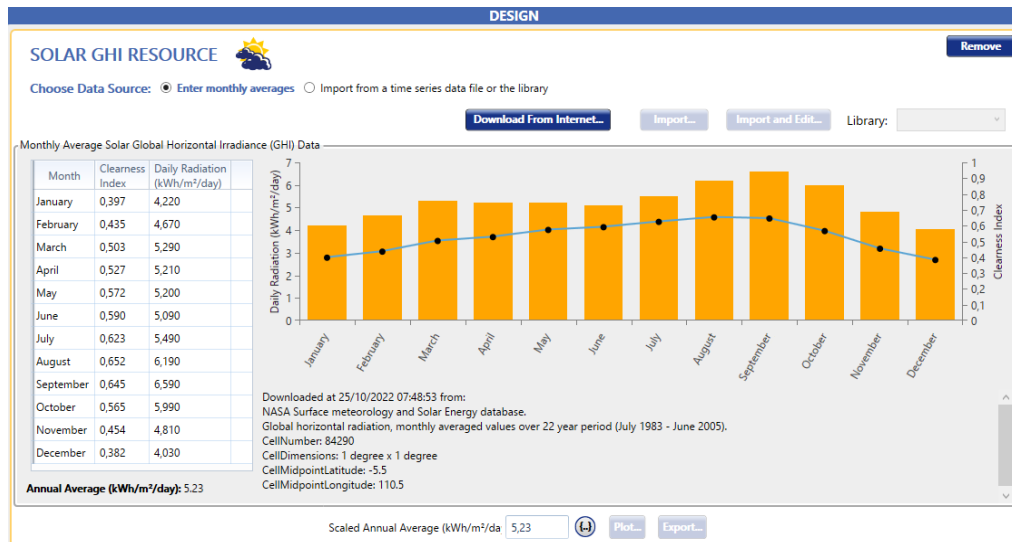 DESIGN
SOLAR GHI RESOURCE
Remove
Choose Data Source: Enter monthly averages Import from a time series data file or the library
Download From Internet... Import... Import and Edit... Library:
Monthly Average Solar Global Horizontal Irradiance (GHI) Data
Month Clearness Index Daily Radiation (kWh/m²/day)
January 0,397 4,220
February 0,435 4,670
March 0,503 5,290
April 0,527 5,210
May 0,572 5,200
June 0,590 5,090
July 0,623 5,490
August 0,652 6,190
September 0,645 6,590
October 0,565 5,990
November 0,454 4,810
December 0,382 4,030
Annual Average (kWh/m²/day): 5.23
Daily Radiation (kWh/m²/day)
7
6
5
4
3
2
1
0
1
0,9
0,8
0,7
0,6
0,5
0,4
0,3
0,2
0,1
0
Clearness Index
January February March April May June July August September October November December
Downloaded at 25/10/2022 07:48:53 from:
NASA Surface meteorology and Solar Energy database.
Global horizontal radiation, monthly averaged values over 22 year period (July 1983 - June 2005).
CellNumber: 84290
CellDimensions: 1 degree x 1 degree
CellMidpointLatitude: -5.5
CellMidpointLongitude: 110.5
Scaled Annual Average (kWh/m²/da 5,23 {..} Plot... Export...